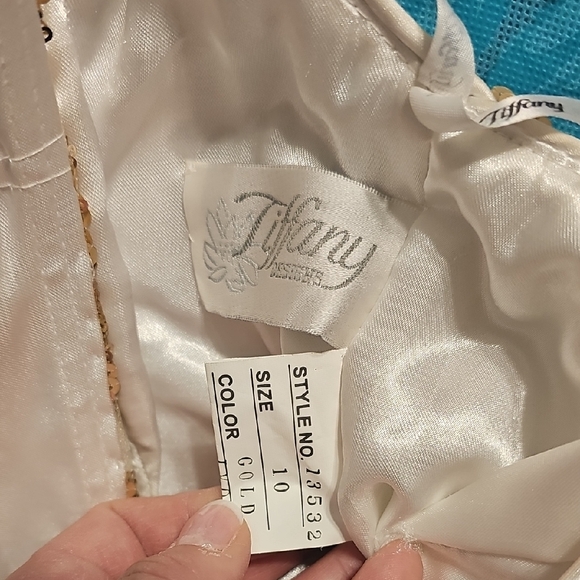 Tiffany
Tiffany
DESIGNS
STYLE NO. 13532
SIZE 10
COLOR GOLD